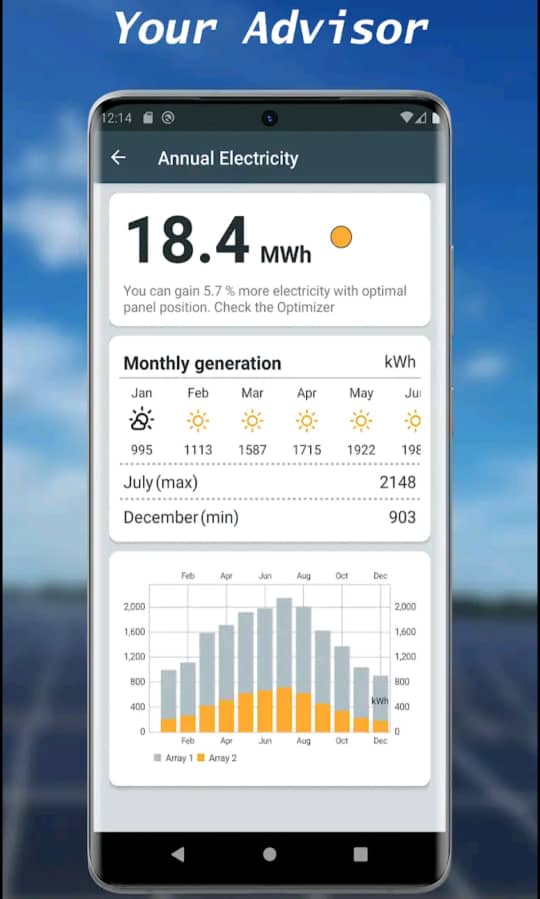 Your Advisor
12:14
Annual Electricity
18.4 MWh
You can gain 5.7 % more electricity with optimal
panel position. Check the Optimizer
Monthly generation kWh
Jan Feb Mar Apr May
995 1113 1587 1715 1922
July (max) 2148
December (min) 903
Feb Apr Jun Aug Oct Dec
2,000 2,000
1,600 1,600
1,200 1,200
800 800
400 kWh 400
0 0
Feb Apr Jun Aug Oct Dec
Array 1 Array 2